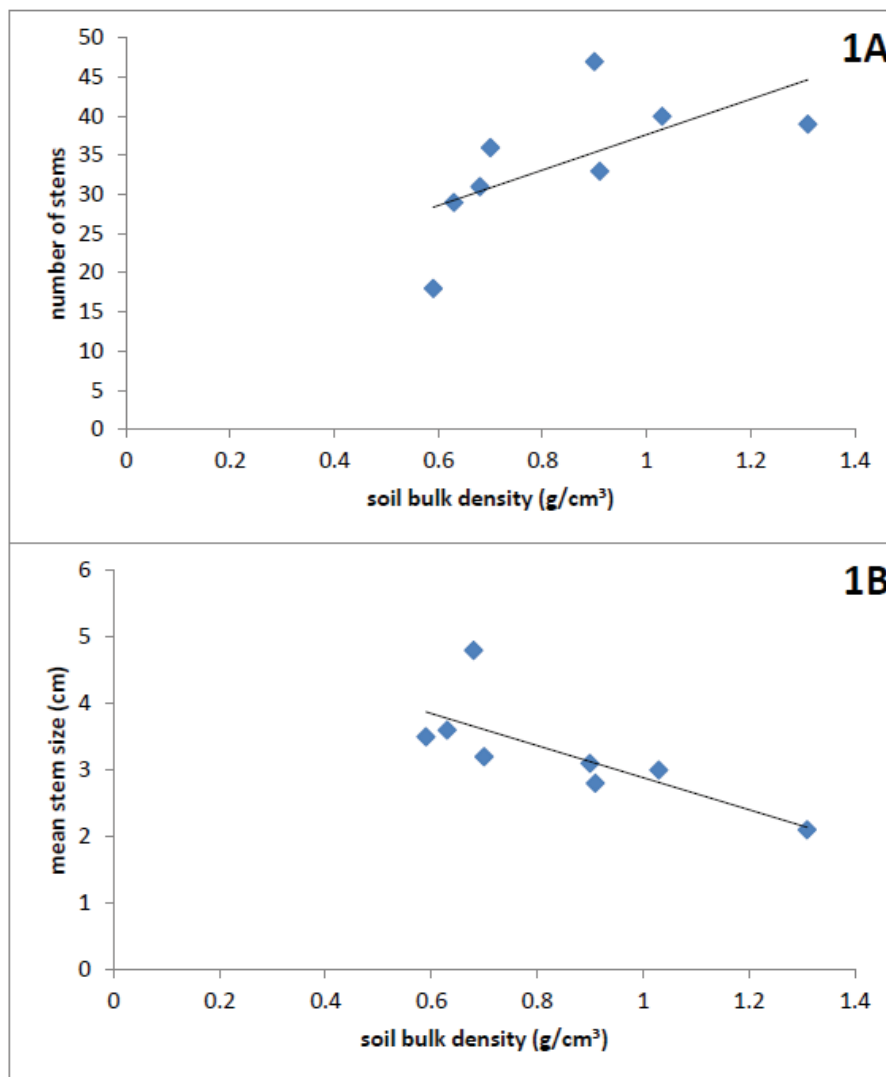 1A
50
45
40
35
30
25
20
15
10
5
0
number of stems
0 0.2 0.4 0.6 0.8 1 1.2 1.4
soil bulk density (g/cm³)
1B
6
5
4
3
2
1
0
mean stem size (cm)
0 0.2 0.4 0.6 0.8 1 1.2 1.4
soil bulk density (g/cm³)